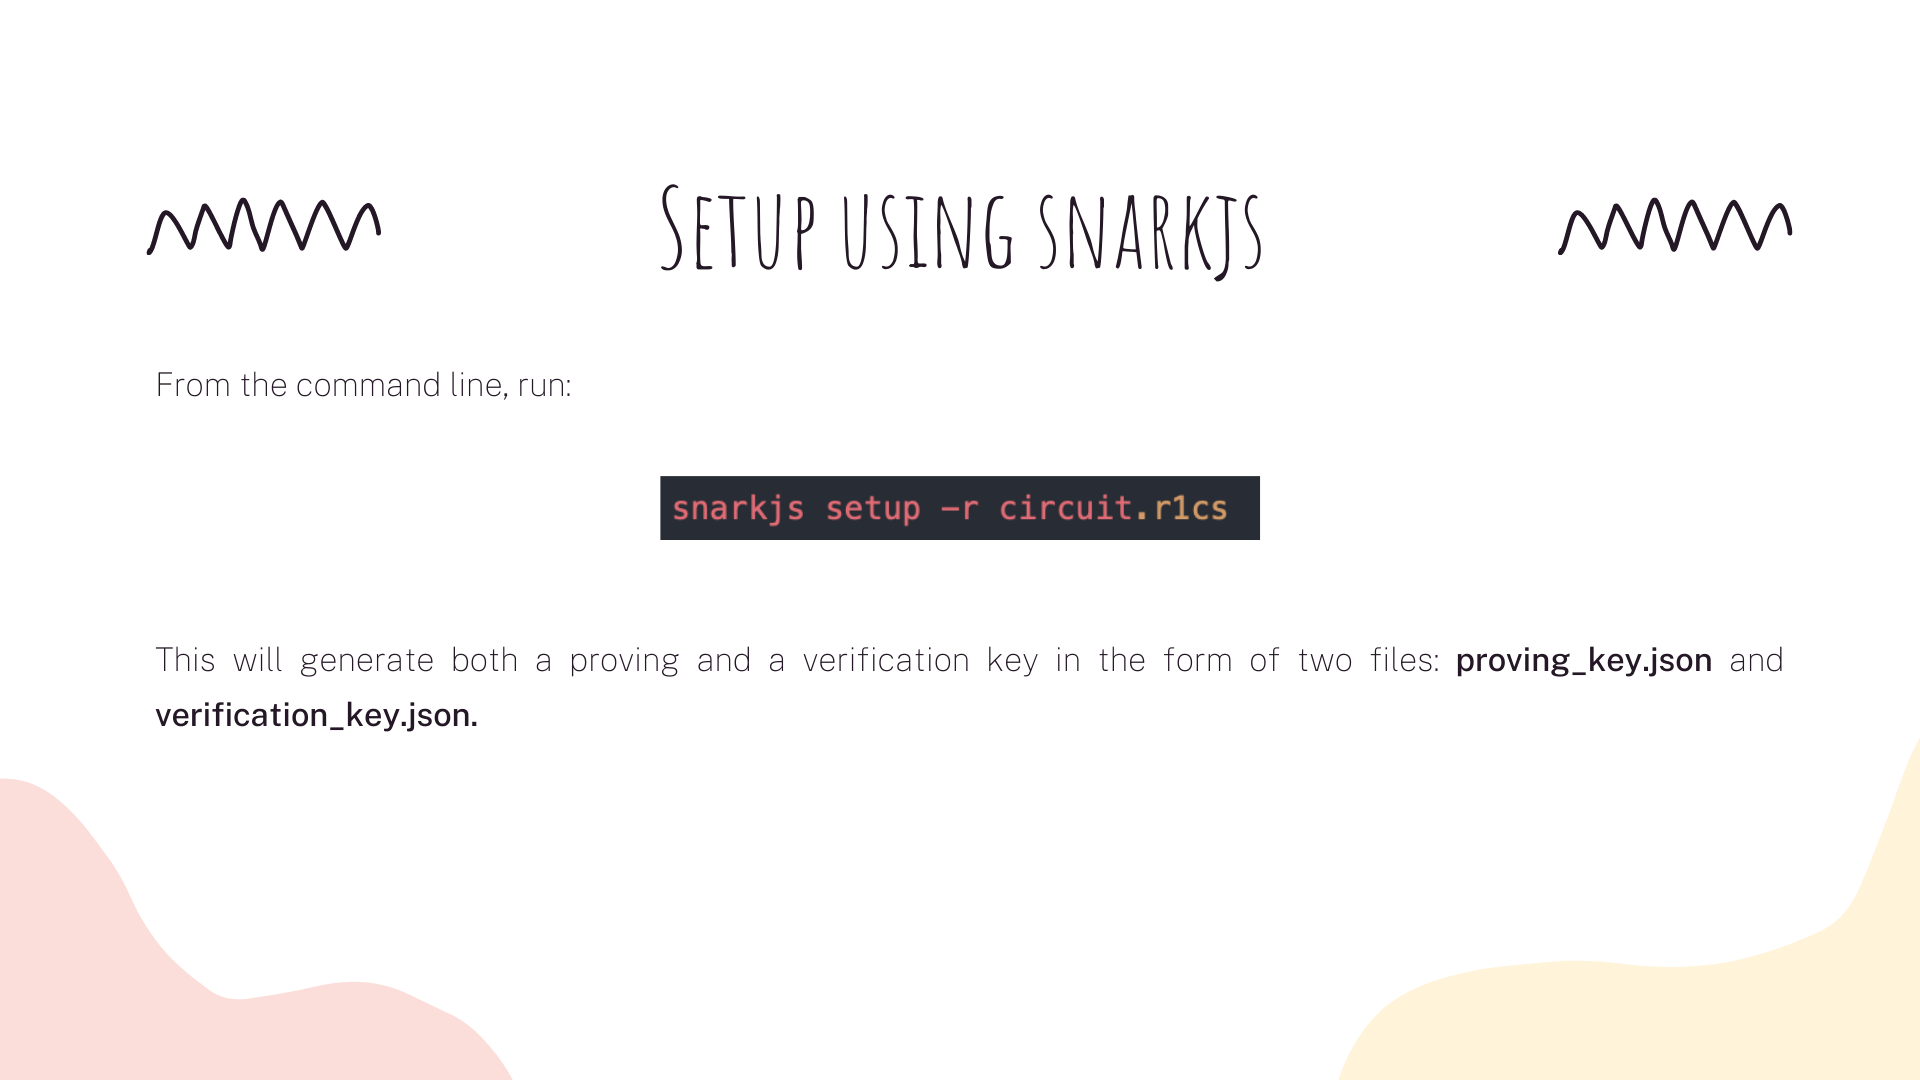 Setup using snarkjs
From the command line, run:
snarkjs setup -r circuit.r1cs
This will generate both a proving and a verification key in the form of two files: proving_key.json and
verification_key.json.